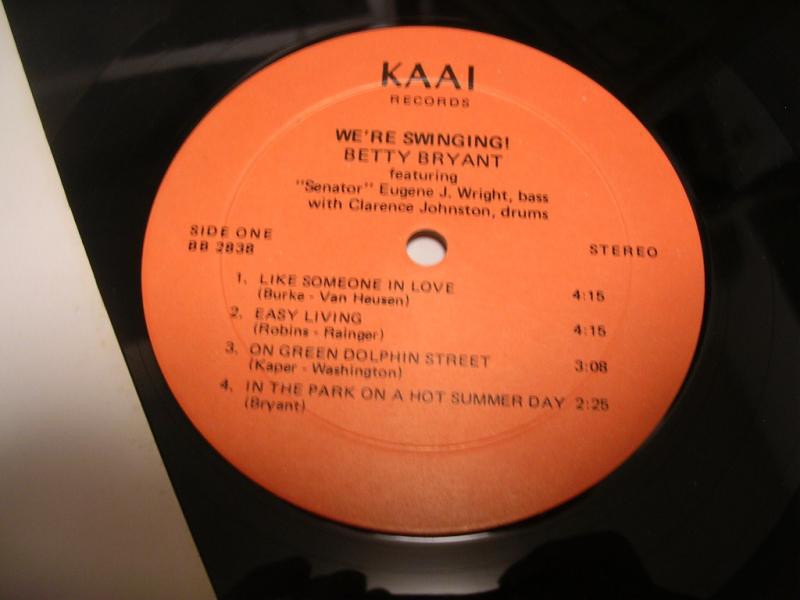 KAAI
RECORDS
WE'RE SWINGING!
BETTY BRYANT
featuring
"Senator" Eugene J. Wright, bass
with Clarence Johnston, drums
SIDE ONE
BB 2838
STEREO
1. LIKE SOMEONE IN LOVE 4:15
(Burke - Van Heusen)
2. EASY LIVING 4:15
(Robins - Rainger)
3. ON GREEN DOLPHIN STREET 3:08
(Kaper - Washington)
4. IN THE PARK ON A HOT SUMMER DAY 2:25
(Bryant)